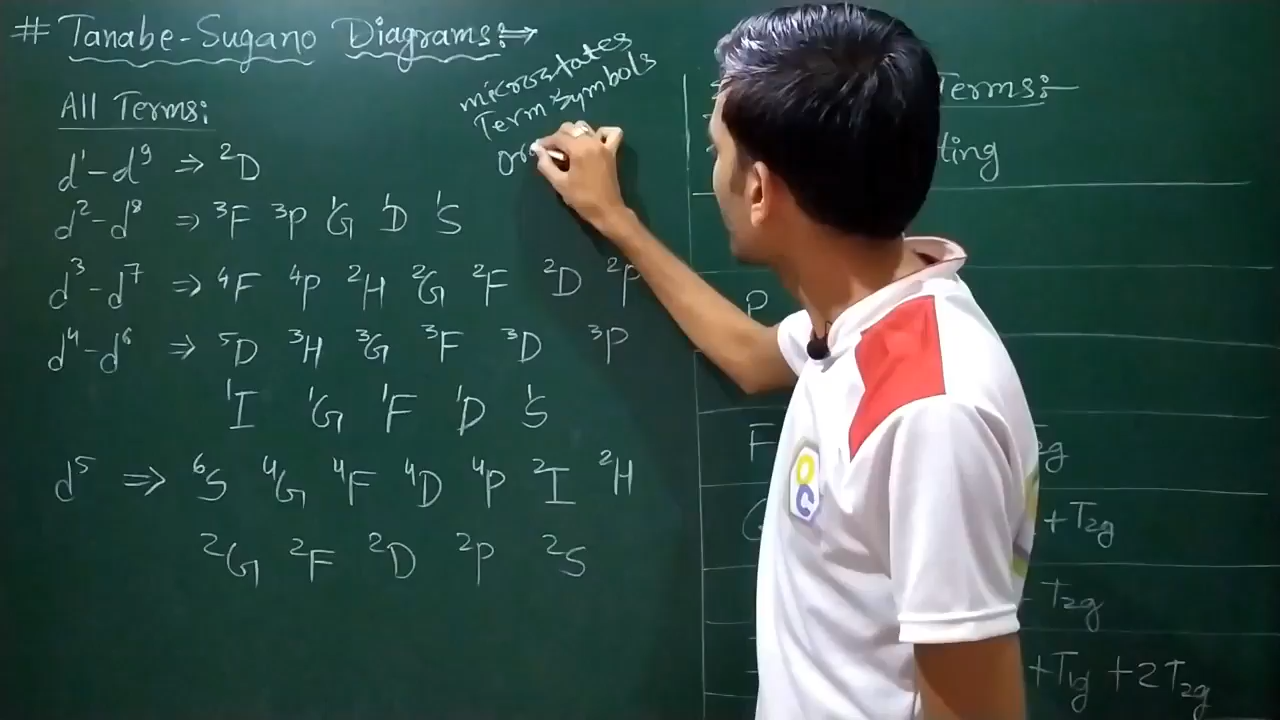 # Tanabe-Sugano Diagrams:⇒
microstates
Term symbols
or
All Terms:
d¹-d⁹ ⇒ ²D
d²-d⁸ ⇒ ³F ³P ¹G ¹D ¹S
d³-d⁷ ⇒ ⁴F ⁴P ²H ²G ²F ²D ²P
d⁴-d⁶ ⇒ ⁵D ³H ³G ³F ³D ³P
¹I ¹G ¹F ¹D ¹S
d⁵ ⇒ ⁶S ⁴G ⁴F ⁴D ⁴P ²I ²H
²G ²F ²D ²P ²S
Terms:-
ting
P
F
+ T₂g
T₂g
+T₁g +2T₂g
OC